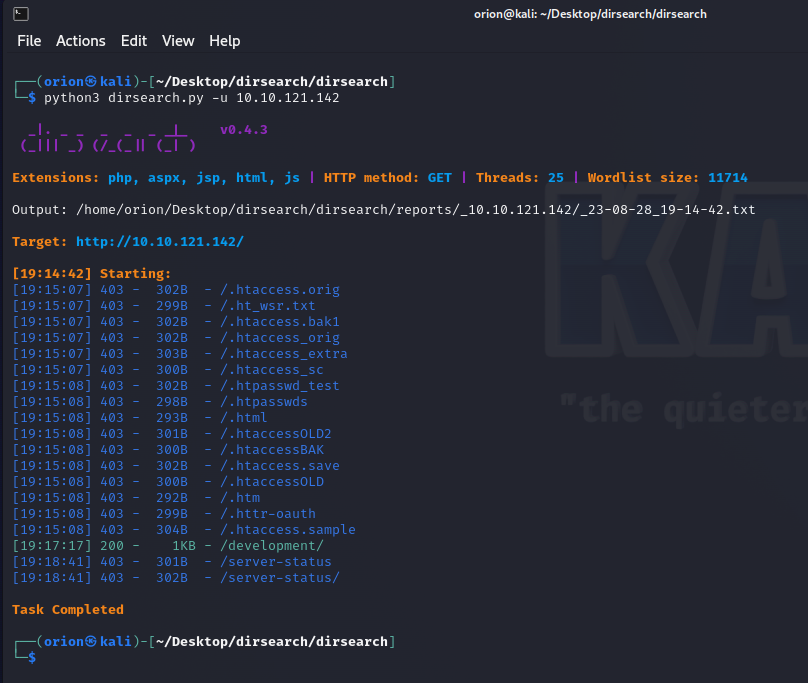 orion@kali: ~/Desktop/dirsearch/dirsearch
File Actions Edit View Help
┌──(orion㉿kali)-[~/Desktop/dirsearch/dirsearch]
└─$ python3 dirsearch.py -u 10.10.121.142
_|. _ _  _  _  _ _|_    v0.4.3
(_||| _) (/_(_|| (_| )
Extensions: php, aspx, jsp, html, js | HTTP method: GET | Threads: 25 | Wordlist size: 11714
Output: /home/orion/Desktop/dirsearch/dirsearch/reports/_10.10.121.142/_23-08-28_19-14-42.txt
Target: http://10.10.121.142/
[19:14:42] Starting:
[19:15:07] 403 -  302B  - /.htaccess.orig
[19:15:07] 403 -  299B  - /.ht_wsr.txt
[19:15:07] 403 -  302B  - /.htaccess.bak1
[19:15:07] 403 -  302B  - /.htaccess_orig
[19:15:07] 403 -  303B  - /.htaccess_extra
[19:15:07] 403 -  300B  - /.htaccess_sc
[19:15:08] 403 -  302B  - /.htpasswd_test
[19:15:08] 403 -  298B  - /.htpasswds
[19:15:08] 403 -  293B  - /.html
[19:15:08] 403 -  301B  - /.htaccessOLD2
[19:15:08] 403 -  300B  - /.htaccessBAK
[19:15:08] 403 -  302B  - /.htaccess.save
[19:15:08] 403 -  300B  - /.htaccessOLD
[19:15:08] 403 -  292B  - /.htm
[19:15:08] 403 -  299B  - /.httr-oauth
[19:15:08] 403 -  304B  - /.htaccess.sample
[19:17:17] 200 -    1KB - /development/
[19:18:41] 403 -  301B  - /server-status
[19:18:41] 403 -  302B  - /server-status/
Task Completed
┌──(orion㉿kali)-[~/Desktop/dirsearch/dirsearch]
└─$
KA
"the quieter